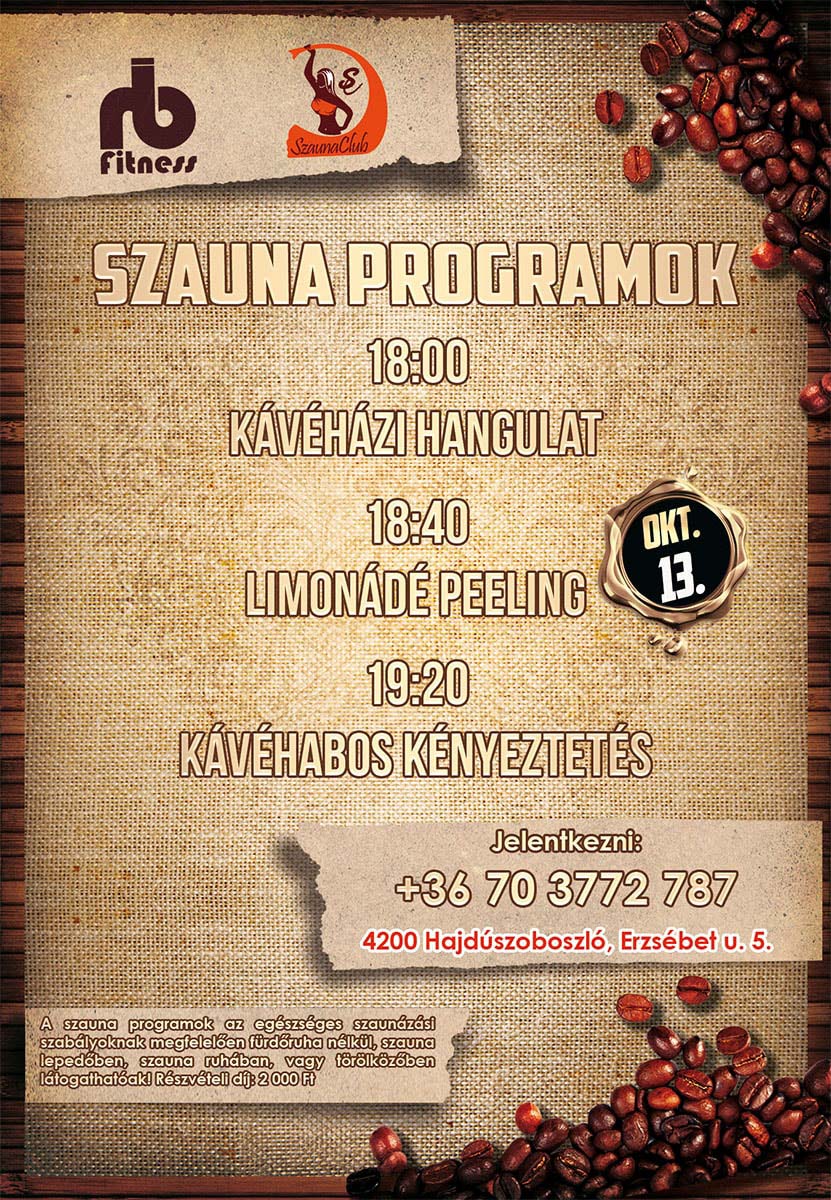 rb
Fitness
SC
SzaunaClub
SZAUNA PROGRAMOK
18:00
KÁVÉHÁZI HANGULAT
18:40
LIMONÁDÉ PEELING
OKT.
13.
19:20
KÁVÉHABOS KÉNYEZTETÉS
Jelentkezni:
+36 70 3772 787
4200 Hajdúszoboszló, Erzsébet u. 5.
A szauna programok az egészséges szaunázási
szabályoknak megfelelően fürdőruha nélkül, szauna
lepedőben, szauna ruhában, vagy törölközőben
látogathatóak! Részvételi díj: 2 000 Ft